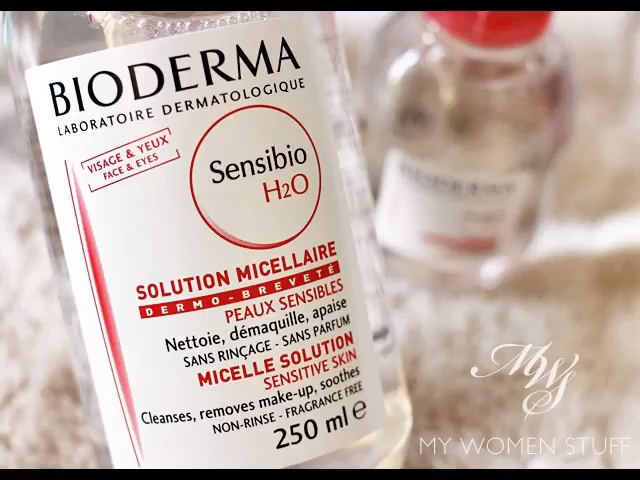 BIODERMA
LABORATOIRE DERMATOLOGIQUE
VISAGE & YEUX
FACE & EYES
Sensibio
H2O
SOLUTION MICELLAIRE
DERMO-BREVETÉ
PEAUX SENSIBLES
Nettoie, démaquille, apaise
SANS RINÇAGE - SANS PARFUM
MICELLE SOLUTION
SENSITIVE SKIN
Cleanses, removes make-up, soothes
NON-RINSE - FRAGRANCE FREE
250 ml ℮
BIODERMA
MWS
MY WOMEN STUFF